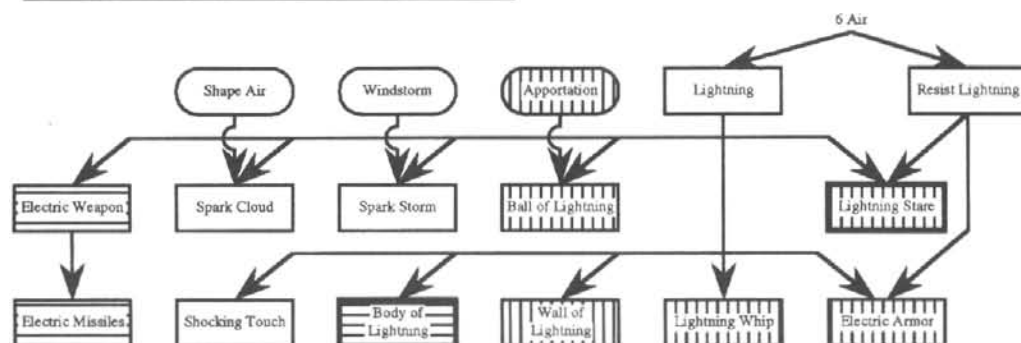 6 Air
Shape Air
Windstorm
Apportation
Lightning
Resist Lightning
Electric Weapon
Spark Cloud
Spark Storm
Ball of Lightning
Lightning Stare
Electric Missiles
Shocking Touch
Body of
Lightning
Wall of
Lightning
Lightning Whip
Electric Armor